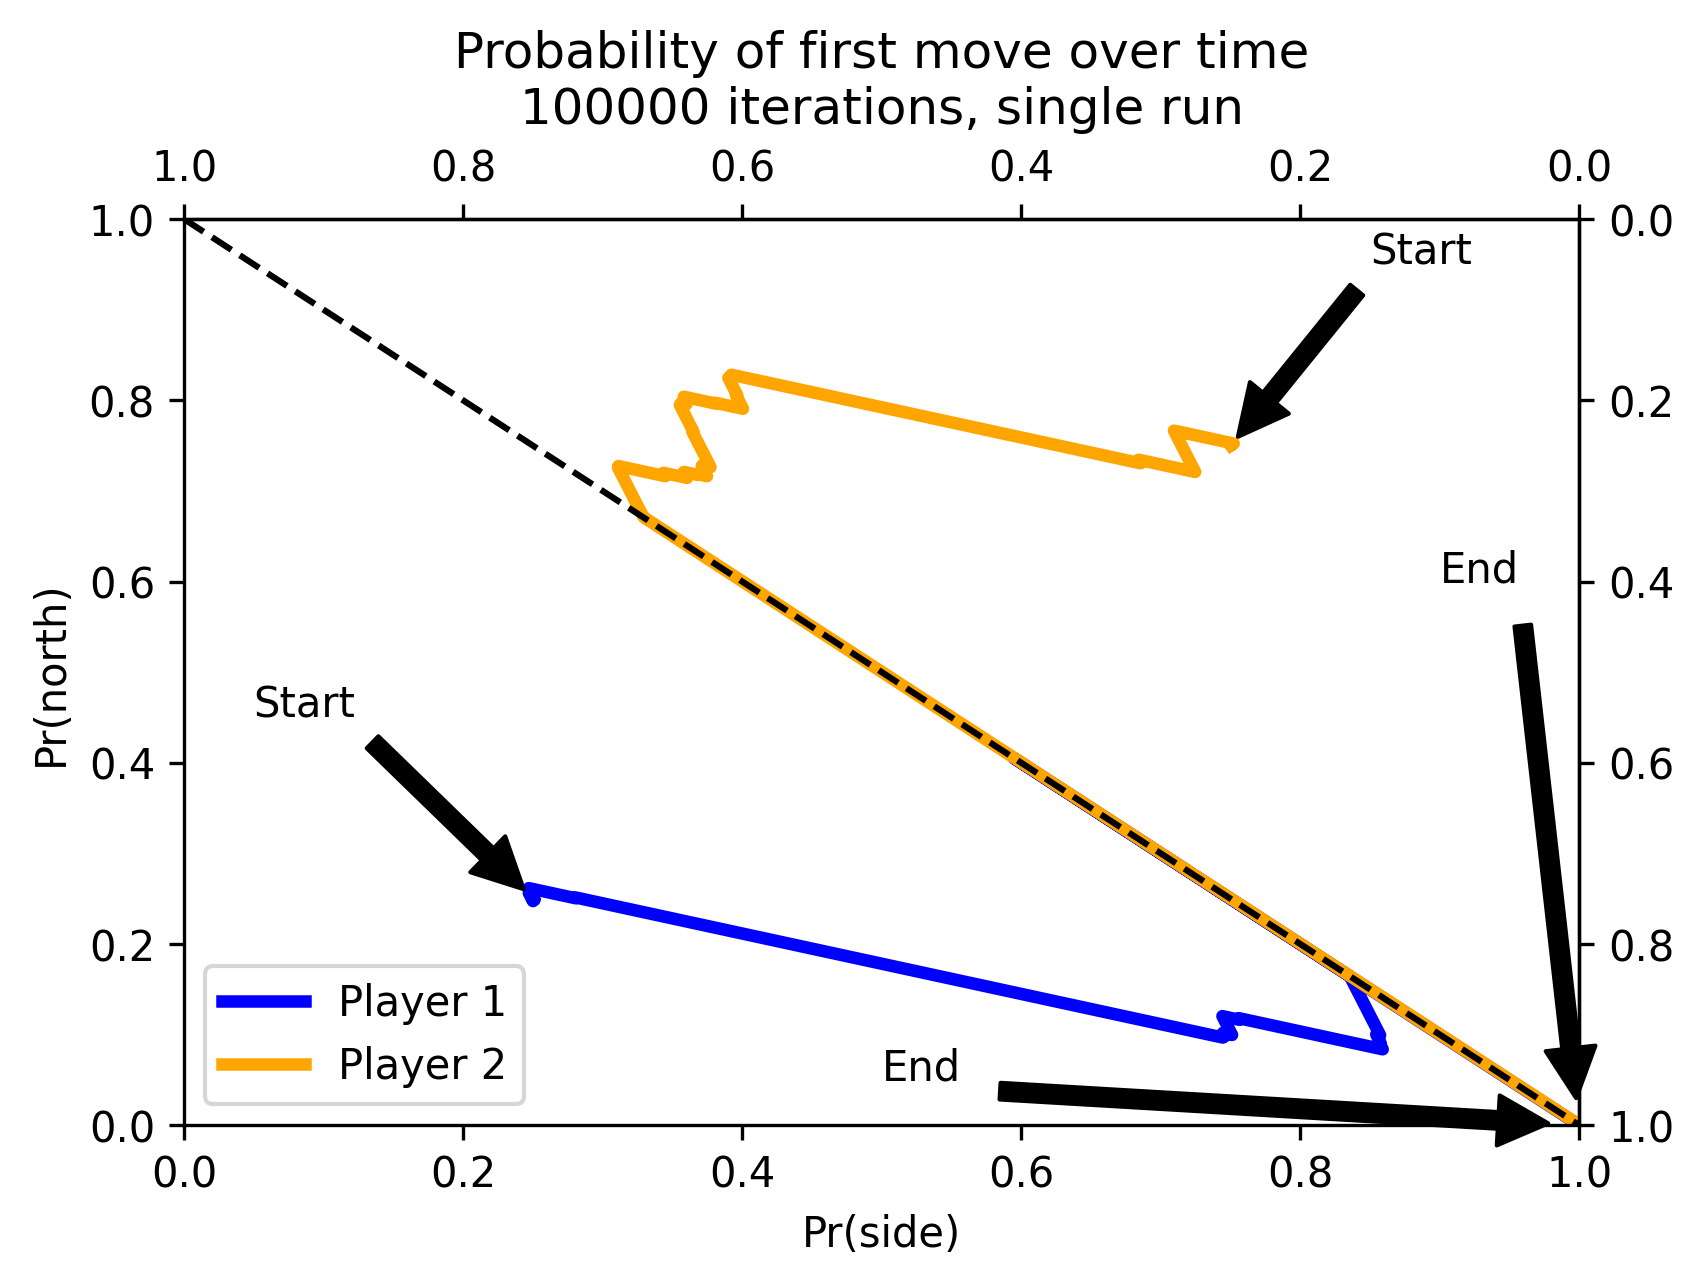 Probability of first move over time
100000 iterations, single run
1.0 0.8 0.6 0.4 0.2 0.0
1.0 0.0
Start
0.8 0.2
End
0.6 0.4
Pr(north)
Start
0.4 0.6
0.2 0.8
Player 1
Player 2
End
0.0 1.0
0.0 0.2 0.4 0.6 0.8 1.0
Pr(side)